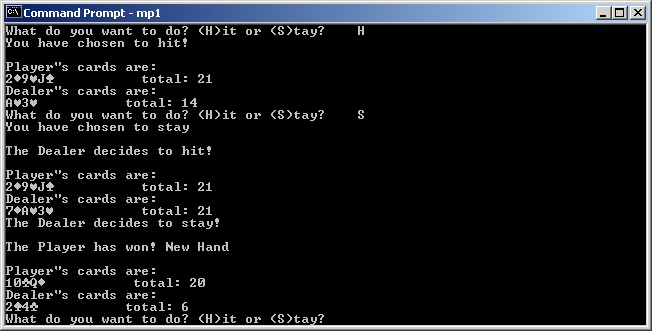 Command Prompt - mp1
What do you want to do? (H)it or (S)tay?    H
You have chosen to hit!
Player"s cards are:
2♦9♥J♠           total: 21
Dealer"s cards are:
A♥3♥           total: 14
What do you want to do? (H)it or (S)tay?    S
You have chosen to stay
The Dealer decides to hit!
Player"s cards are:
2♦9♥J♠           total: 21
Dealer"s cards are:
7♦A♥3♥           total: 21
The Dealer decides to stay!
The Player has won! New Hand
Player"s cards are:
10♣Q♦           total: 20
Dealer"s cards are:
2♠4♣           total: 6
What do you want to do? (H)it or (S)tay?